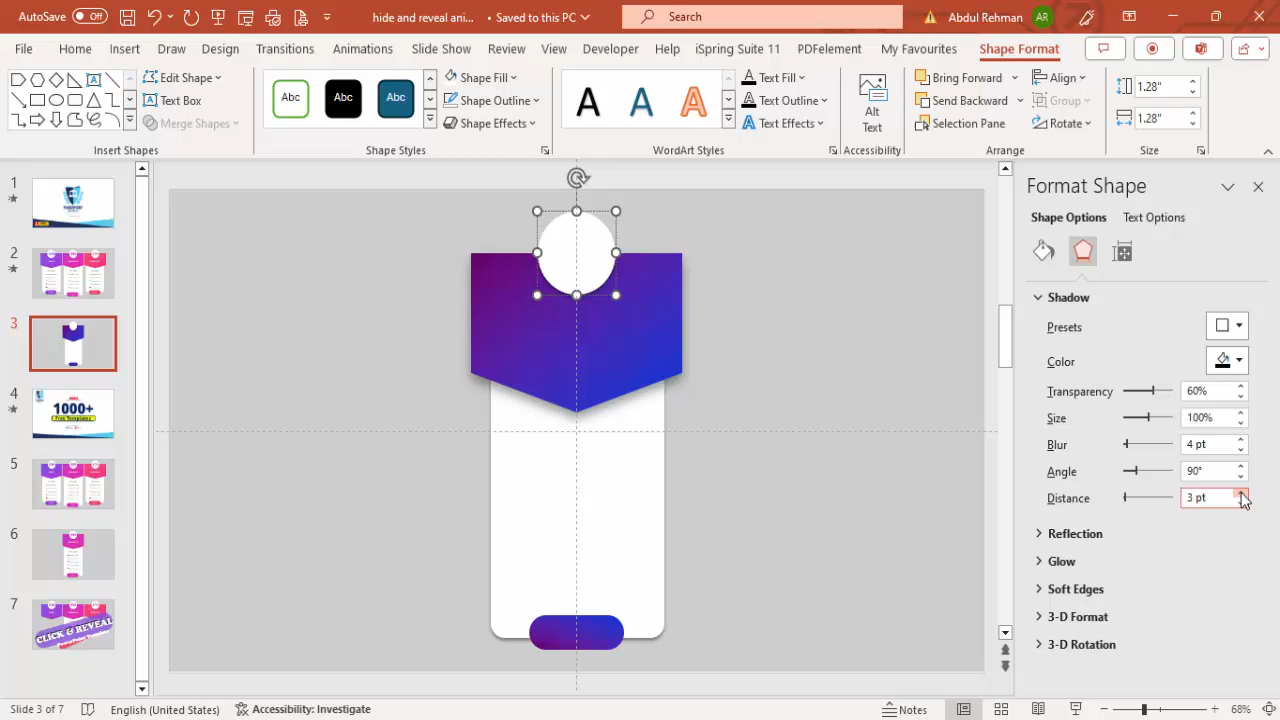 AutoSave Off hide and reveal ani... • Saved to this PC Search Abdul Rehman AR
File Home Insert Draw Design Transitions Animations Slide Show Review View Developer Help iSpring Suite 11 PDFelement My Favourites Shape Format
Edit Shape Abc Abc Abc Shape Fill A A A Text Fill Bring Forward Align 1.28"
Text Box Shape Outline Text Outline Alt Text Send Backward Group 1.28"
Merge Shapes Shape Effects Text Effects Selection Pane Rotate
Insert Shapes Shape Styles WordArt Styles Accessibility Arrange Size
1
2
3
4
1000+
5
6
7
CLICK & REVEAL
Format Shape
Shape Options Text Options
Shadow
Presets
Color
Transparency 60%
Size 100%
Blur 4 pt
Angle 90°
Distance 3 pt
Reflection
Glow
Soft Edges
3-D Format
3-D Rotation
Slide 3 of 7 English (United States) Accessibility: Investigate Notes 68%